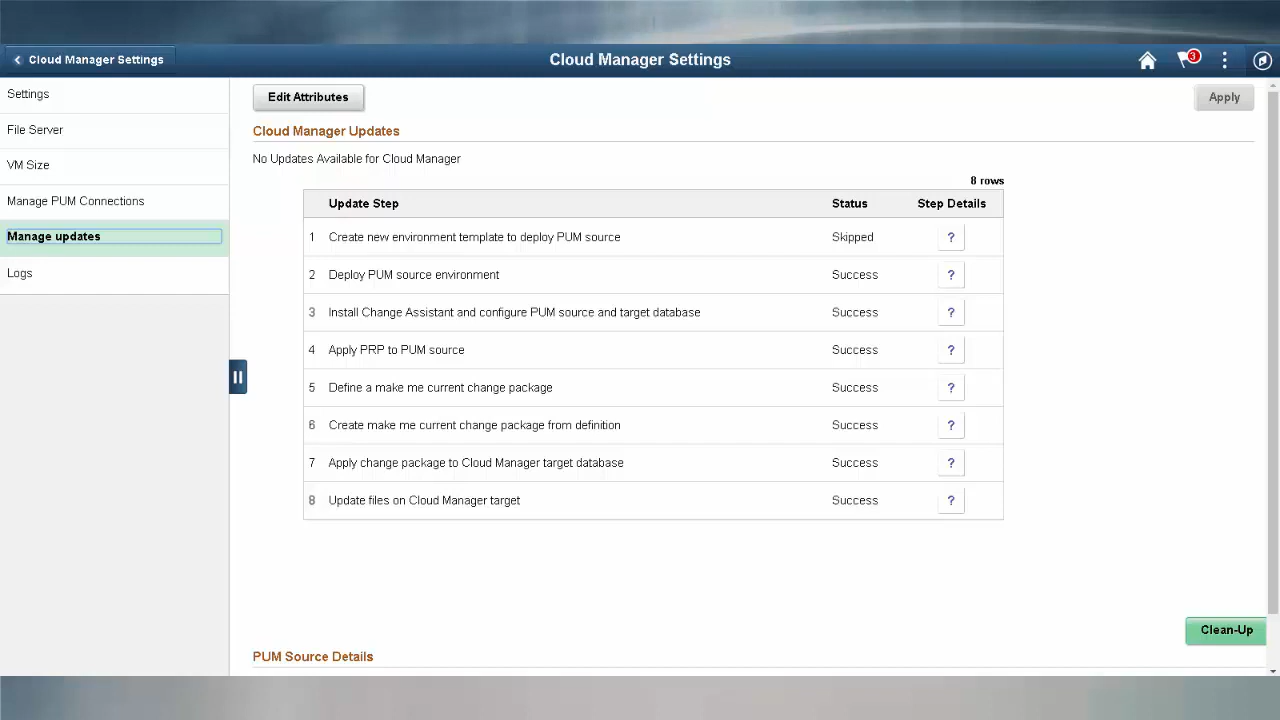 Cloud Manager Settings
Cloud Manager Settings
3
Settings
File Server
VM Size
Manage PUM Connections
Manage updates
Logs
Edit Attributes
Apply
Cloud Manager Updates
No Updates Available for Cloud Manager
8 rows
Update Step Status Step Details
1 Create new environment template to deploy PUM source Skipped ?
2 Deploy PUM source environment Success ?
3 Install Change Assistant and configure PUM source and target database Success ?
4 Apply PRP to PUM source Success ?
5 Define a make me current change package Success ?
6 Create make me current change package from definition Success ?
7 Apply change package to Cloud Manager target database Success ?
8 Update files on Cloud Manager target Success ?
Clean-Up
PUM Source Details